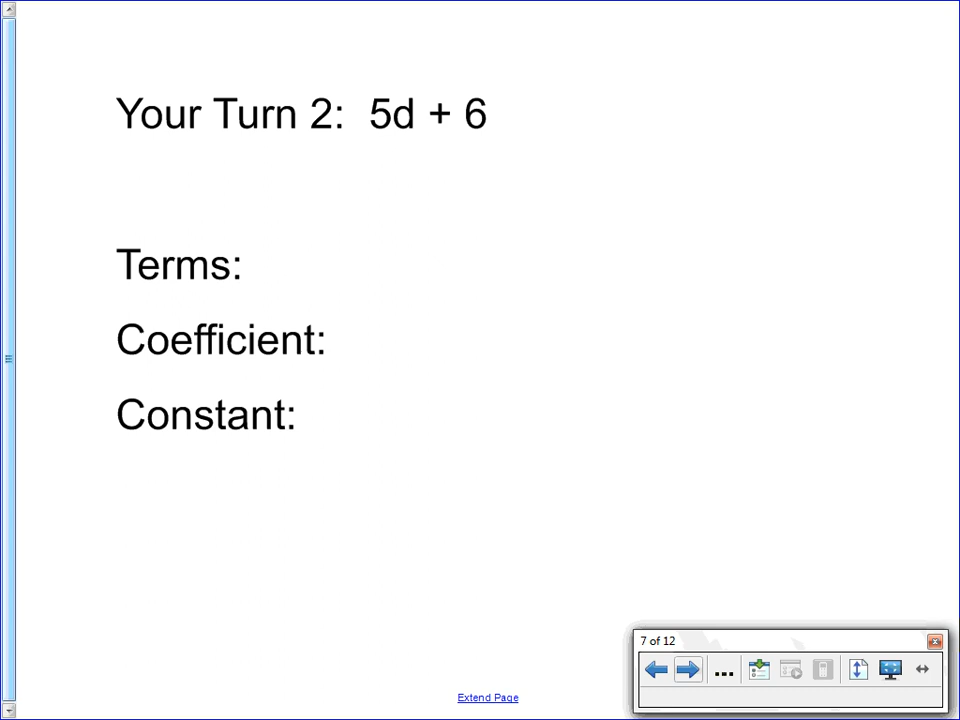 Your Turn 2:  5d + 6
Terms:
Coefficient:
Constant:
7 of 12
...
Extend Page